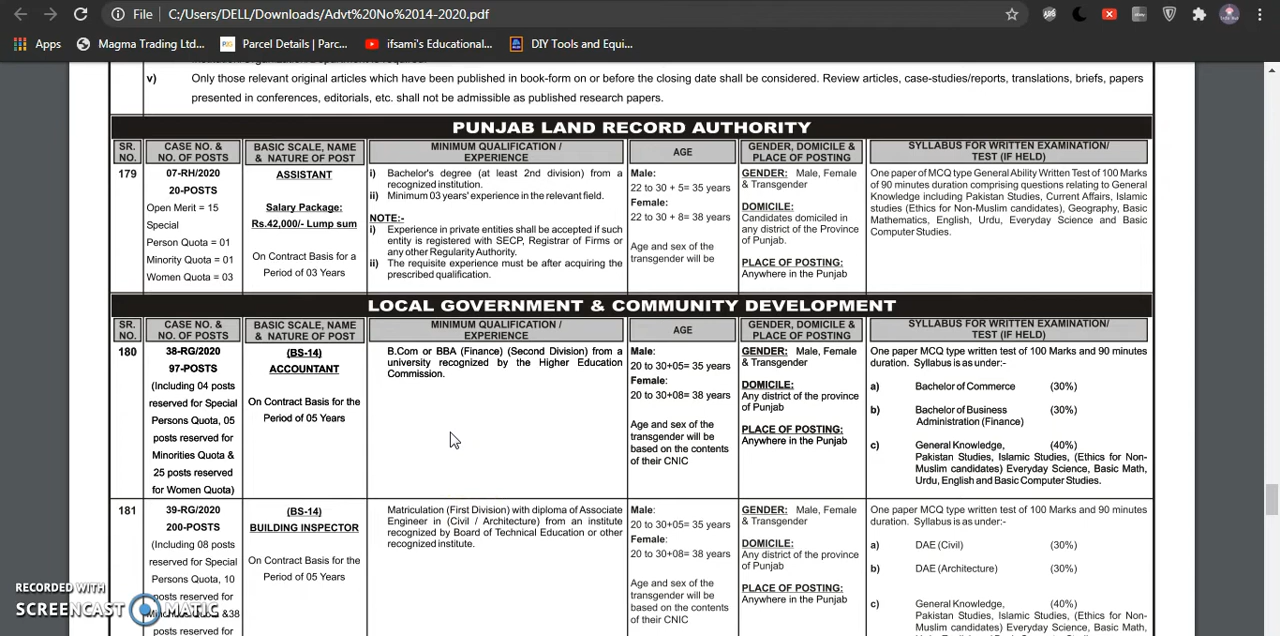 File C:/Users/DELL/Downloads/Advt%20No%2014-2020.pdf
Apps Magma Trading Ltd... Parcel Details | Parc... ifsami's Educational... DIY Tools and Equi...
v) Only those relevant original articles which have been published in book-form on or before the closing date shall be considered. Review articles, case-studies/reports, translations, briefs, papers
presented in conferences, editorials, etc. shall not be admissible as published research papers.
PUNJAB LAND RECORD AUTHORITY
SR. NO.
CASE NO. & NO. OF POSTS
BASIC SCALE, NAME & NATURE OF POST
MINIMUM QUALIFICATION / EXPERIENCE
AGE
GENDER, DOMICILE & PLACE OF POSTING
SYLLABUS FOR WRITTEN EXAMINATION/ TEST (IF HELD)
179
07-RH/2020
20-POSTS
Open Merit = 15
Special
Person Quota = 01
Minority Quota = 01
Women Quota = 03
ASSISTANT
Salary Package:
Rs.42,000/- Lump sum
On Contract Basis for a
Period of 03 Years
i) Bachelor's degree (at least 2nd division) from a
recognized institution.
ii) Minimum 03 years' experience in the relevant field.
NOTE:-
i) Experience in private entities shall be accepted if such
entity is registered with SECP, Registrar of Firms or
any other Regularity Authority.
ii) The requisite experience must be after acquiring the
prescribed qualification.
Male:
22 to 30 + 5= 35 years
Female:
22 to 30 + 8= 38 years
Age and sex of the
transgender will be
GENDER: Male, Female
& Transgender
DOMICILE:
Candidates domiciled in
any district of the Province
of Punjab.
PLACE OF POSTING:
Anywhere in the Punjab
One paper of MCQ type General Ability Written Test of 100 Marks
of 90 minutes duration comprising questions relating to General
Knowledge including Pakistan Studies, Current Affairs, Islamic
studies (Ethics for Non-Muslim candidates), Geography, Basic
Mathematics, English, Urdu, Everyday Science and Basic
Computer Studies.
LOCAL GOVERNMENT & COMMUNITY DEVELOPMENT
SR. NO.
CASE NO. & NO. OF POSTS
BASIC SCALE, NAME & NATURE OF POST
MINIMUM QUALIFICATION / EXPERIENCE
AGE
GENDER, DOMICILE & PLACE OF POSTING
SYLLABUS FOR WRITTEN EXAMINATION/ TEST (IF HELD)
180
38-RG/2020
97-POSTS
(Including 04 posts
reserved for Special
Persons Quota, 05
posts reserved for
Minorities Quota &
25 posts reserved
for Women Quota)
(BS-14)
ACCOUNTANT
On Contract Basis for the
Period of 05 Years
B.Com or BBA (Finance) (Second Division) from a
university recognized by the Higher Education
Commission.
Male:
20 to 30+05= 35 years
Female:
20 to 30+08= 38 years
Age and sex of the
transgender will be
based on the contents
of their CNIC
GENDER: Male, Female
& Transgender
DOMICILE:
Any district of the province
of Punjab
PLACE OF POSTING:
Anywhere in the Punjab
One paper MCQ type written test of 100 Marks and 90 minutes
duration. Syllabus is as under:-
a) Bachelor of Commerce (30%)
b) Bachelor of Business (30%)
Administration (Finance)
c) General Knowledge, (40%)
Pakistan Studies, Islamic Studies, (Ethics for Non-
Muslim candidates) Everyday Science, Basic Math,
Urdu, English and Basic Computer Studies.
181
39-RG/2020
200-POSTS
(Including 08 posts
reserved for Special
Persons Quota, 10
&38
posts reserved for
(BS-14)
BUILDING INSPECTOR
On Contract Basis for the
Period of 05 Years
Matriculation (First Division) with diploma of Associate
Engineer in (Civil / Architecture) from an institute
recognized by Board of Technical Education or other
recognized institute.
Male:
20 to 30+05= 35 years
Female:
20 to 30+08= 38 years
Age and sex of the
transgender will be
based on the contents
of their CNIC
GENDER: Male, Female
& Transgender
DOMICILE:
Any district of the province
of Punjab
PLACE OF POSTING:
Anywhere in the Punjab
One paper MCQ type written test of 100 Marks and 90 minutes
duration. Syllabus is as under:-
a) DAE (Civil) (30%)
b) DAE (Architecture) (30%)
c) General Knowledge, (40%)
Pakistan Studies, Islamic Studies, (Ethics for Non-
Muslim candidates) Everyday Science, Basic Math,
RECORDED WITH
SCREENCAST MATIC